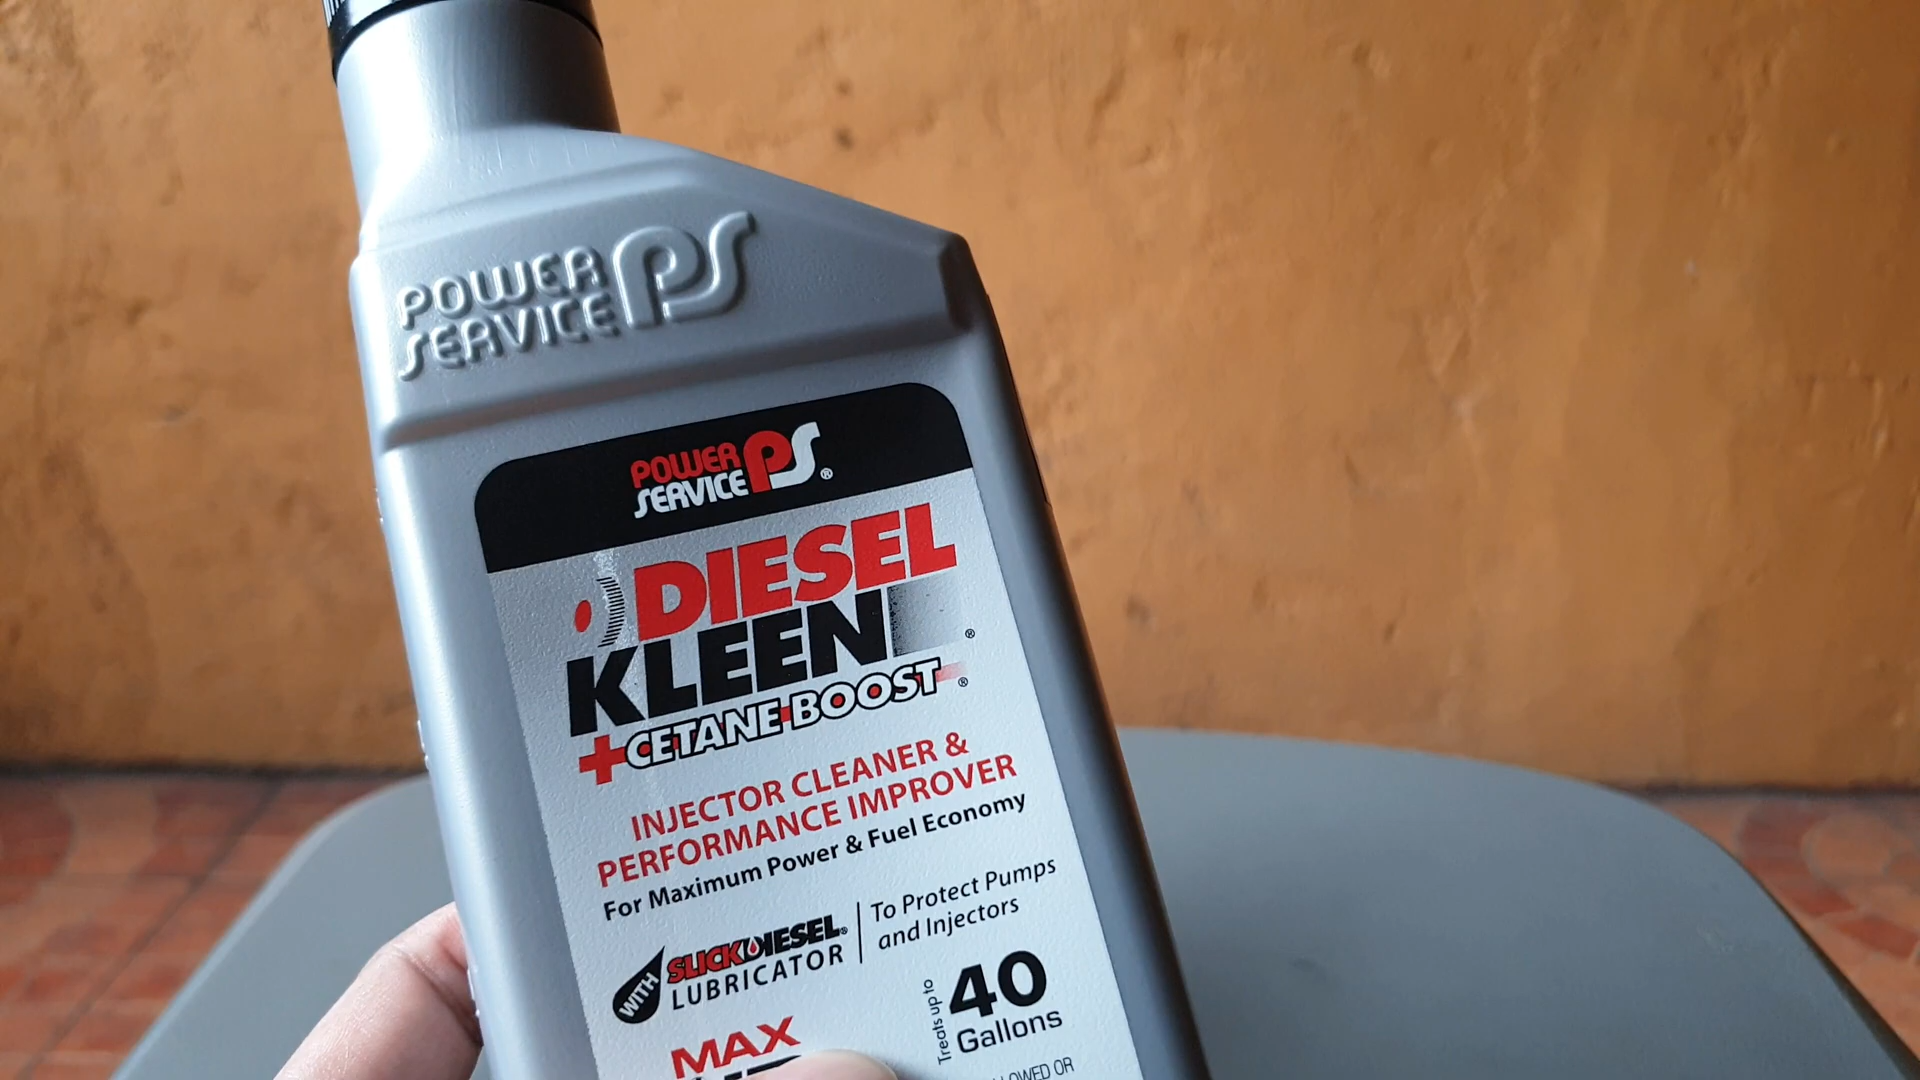 POWER
SERVICE PS
POWER
SERVICE PS®
DIESEL
KLEEN®
+CETANE BOOST®
INJECTOR CLEANER &
PERFORMANCE IMPROVER
For Maximum Power & Fuel Economy
WITH SLICKDIESEL®
LUBRICATOR
To Protect Pumps
and Injectors
Treats up to
40
Gallons
MAX